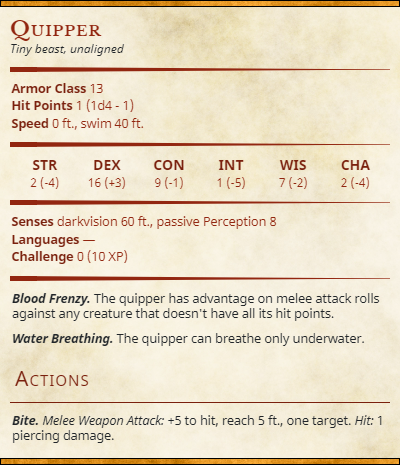 Quipper
Tiny beast, unaligned
Armor Class 13
Hit Points 1 (1d4 - 1)
Speed 0 ft., swim 40 ft.
STR DEX CON INT WIS CHA
2 (-4) 16 (+3) 9 (-1) 1 (-5) 7 (-2) 2 (-4)
Senses darkvision 60 ft., passive Perception 8
Languages —
Challenge 0 (10 XP)
Blood Frenzy. The quipper has advantage on melee attack rolls
against any creature that doesn't have all its hit points.
Water Breathing. The quipper can breathe only underwater.
Actions
Bite. Melee Weapon Attack: +5 to hit, reach 5 ft., one target. Hit: 1
piercing damage.